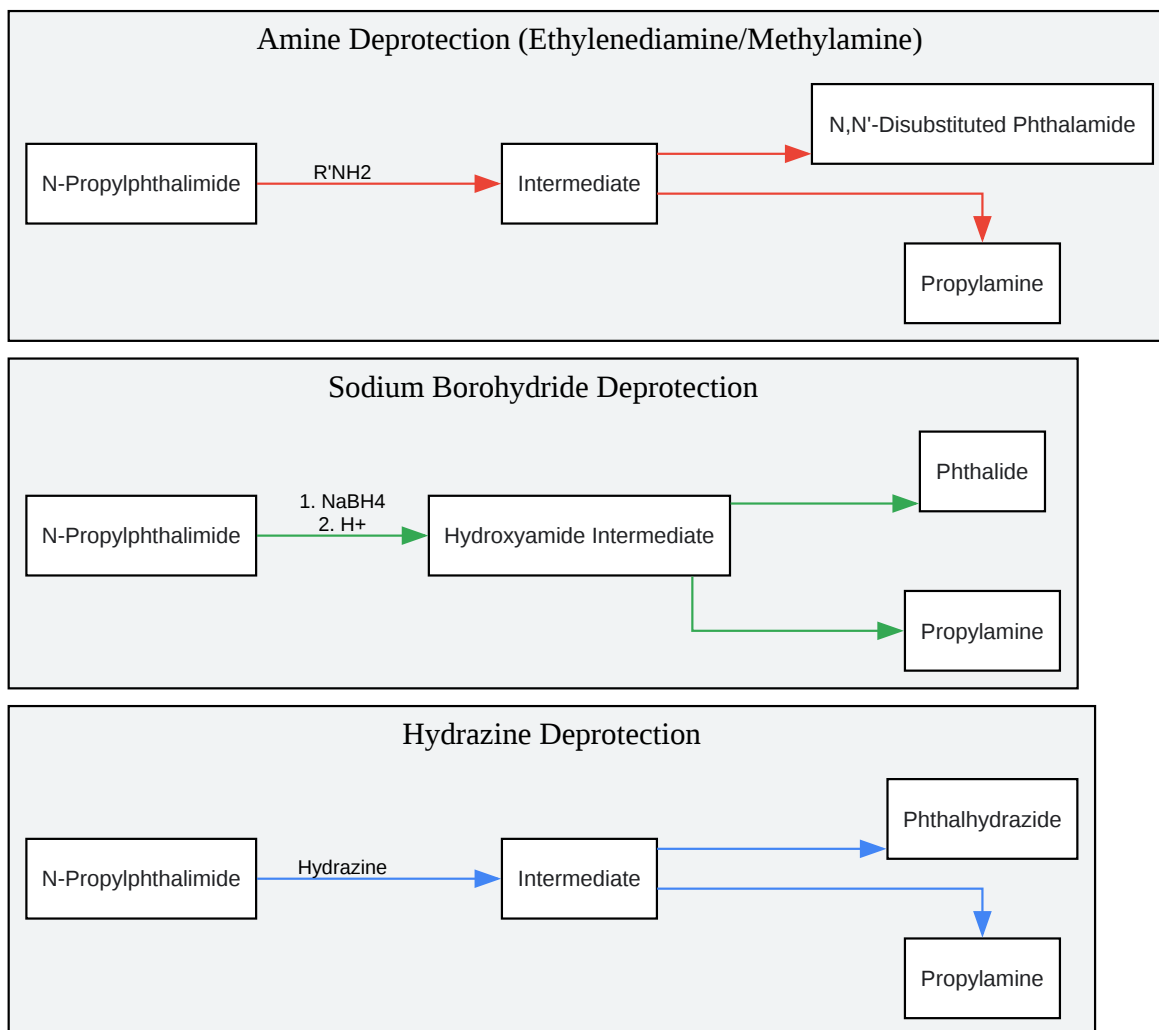 Amine Deprotection (Ethylenediamine/Methylamine)
N-Propylphthalimide
R'NH2
Intermediate
N,N'-Disubstituted Phthalamide
Propylamine
Sodium Borohydride Deprotection
N-Propylphthalimide
1. NaBH4
2. H+
Hydroxyamide Intermediate
Phthalide
Propylamine
Hydrazine Deprotection
N-Propylphthalimide
Hydrazine
Intermediate
Phthalhydrazide
Propylamine